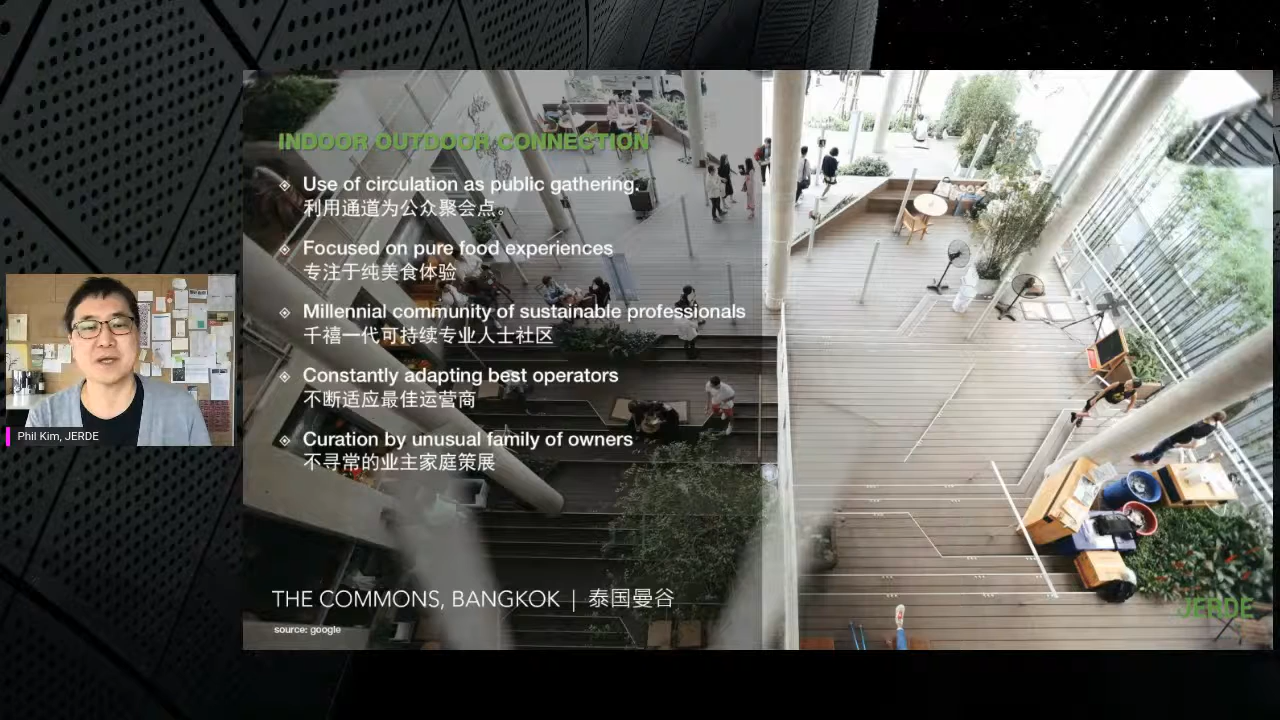 INDOOR OUTDOOR CONNECTION
Use of circulation as public gathering.
利用通道为公众聚会点。
Focused on pure food experiences
专注于纯美食体验
Millennial community of sustainable professionals
千禧一代可持续专业人士社区
Constantly adapting best operators
不断适应最佳运营商
Curation by unusual family of owners
不寻常的业主家庭策展
Phil Kim, JERDE
THE COMMONS, BANGKOK | 泰国曼谷
source: google
JERDE